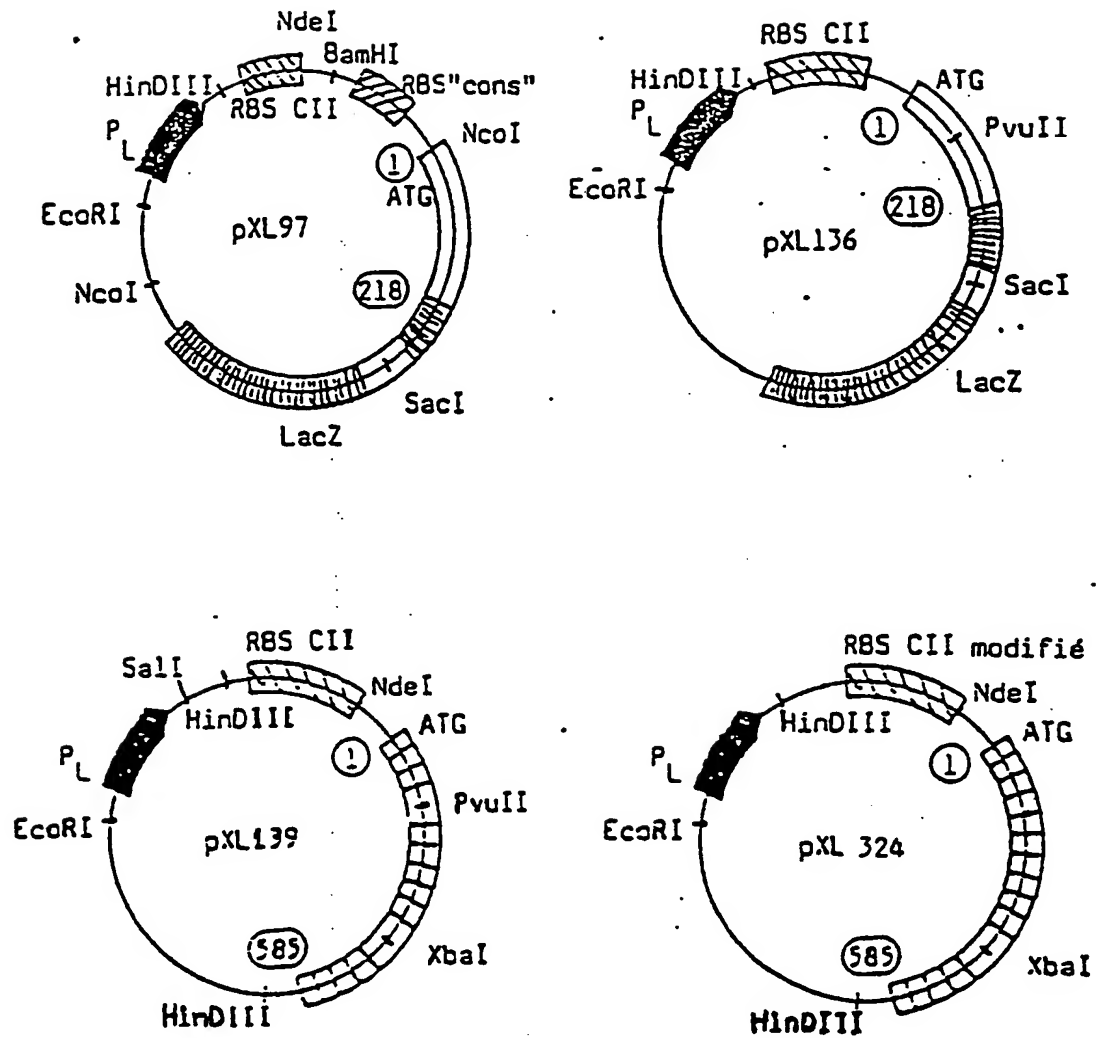 NdeI
BamHI
HinDIII
RBS CII
RBS"cons"
P
L
NcoI
1
ATG
EcoRI
pXL97
NcoI
218
SacI
LacZ
RBS CII
HinDIII
ATG
P
L
1
PvuII
EcoRI
218
pXL136
SacI
LacZ
RBS CII
SalI
NdeI
HinDIII
ATG
P
L
1
PvuII
EcoRI
pXL139
585
XbaI
HinDIII
RBS CII modifié
NdeI
HinDIII
ATG
P
L
1
EcoRI
pXL 324
585
XbaI
HinDIII